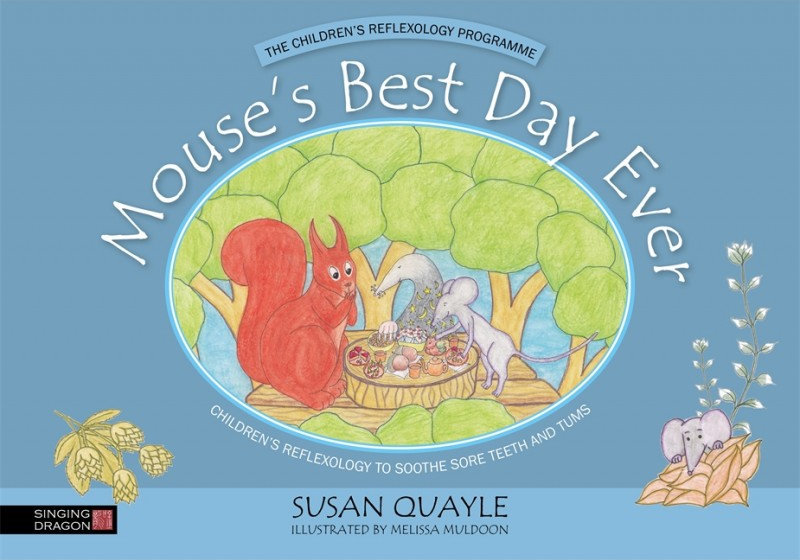 THE CHILDREN'S REFLEXOLOGY PROGRAMME
Mouse's Best Day Ever
CHILDREN'S REFLEXOLOGY TO SOOTHE SORE TEETH AND TUMS
SUSAN QUAYLE
ILLUSTRATED BY MELISSA MULDOON
SINGING
DRAGON